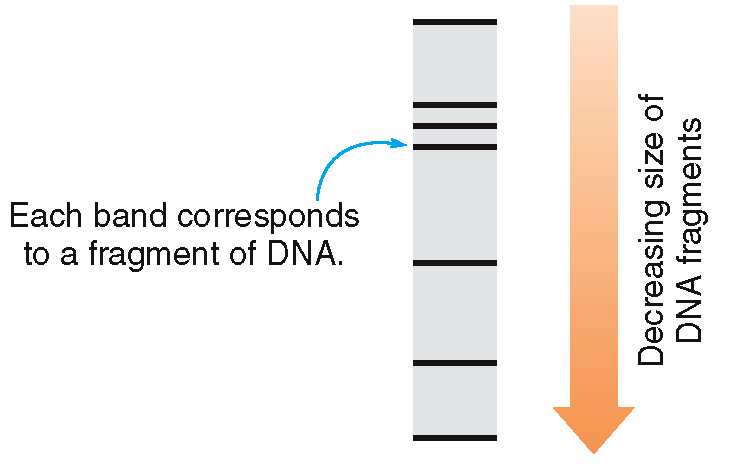 Each band corresponds
to a fragment of DNA.
Decreasing size of
DNA fragments